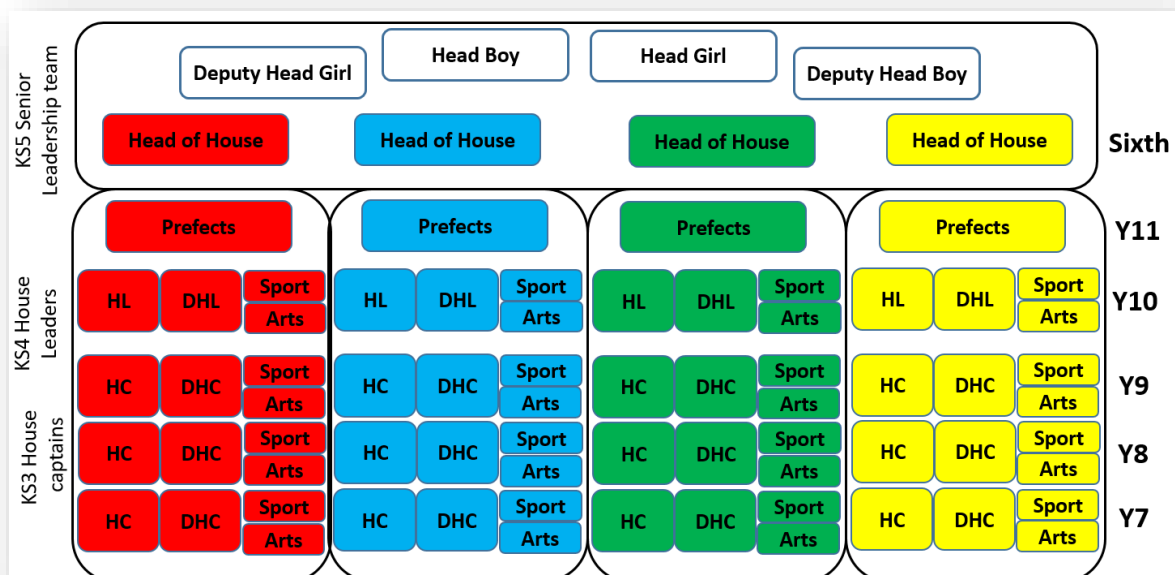 KS5 Senior
Leadership team
Deputy Head Girl
Head Boy
Head Girl
Deputy Head Boy
Head of House
Head of House
Head of House
Head of House
Sixth
Prefects
Prefects
Prefects
Prefects
Y11
KS4 House
Leaders
HL
DHL
Sport
Arts
HL
DHL
Sport
Arts
HL
DHL
Sport
Arts
HL
DHL
Sport
Arts
Y10
KS3 House
captains
HC
DHC
Sport
Arts
HC
DHC
Sport
Arts
HC
DHC
Sport
Arts
HC
DHC
Sport
Arts
Y9
HC
DHC
Sport
Arts
HC
DHC
Sport
Arts
HC
DHC
Sport
Arts
HC
DHC
Sport
Arts
Y8
HC
DHC
Sport
Arts
HC
DHC
Sport
Arts
HC
DHC
Sport
Arts
HC
DHC
Sport
Arts
Y7